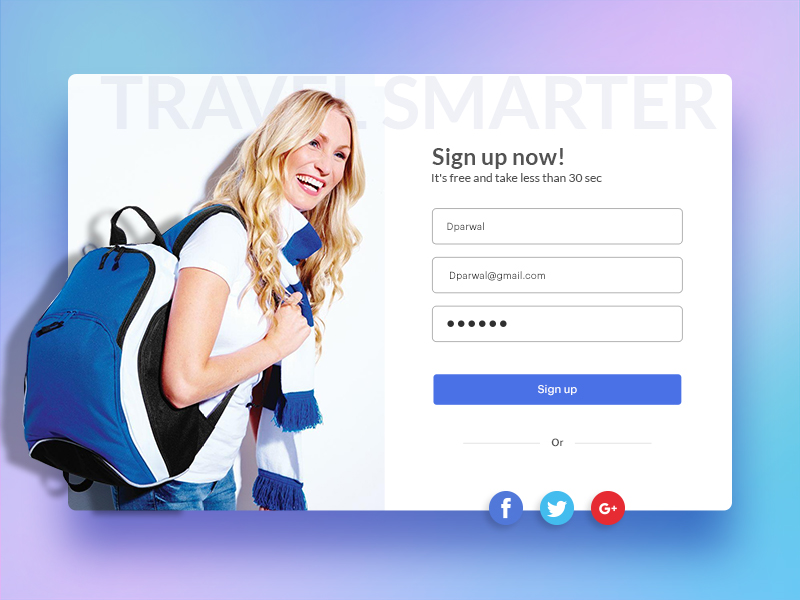 TRAVEL SMARTER
Sign up now!
It's free and take less than 30 sec
Dparwal
Dparwal@gmail.com
●●●●●●
Sign up
Or
f
G+